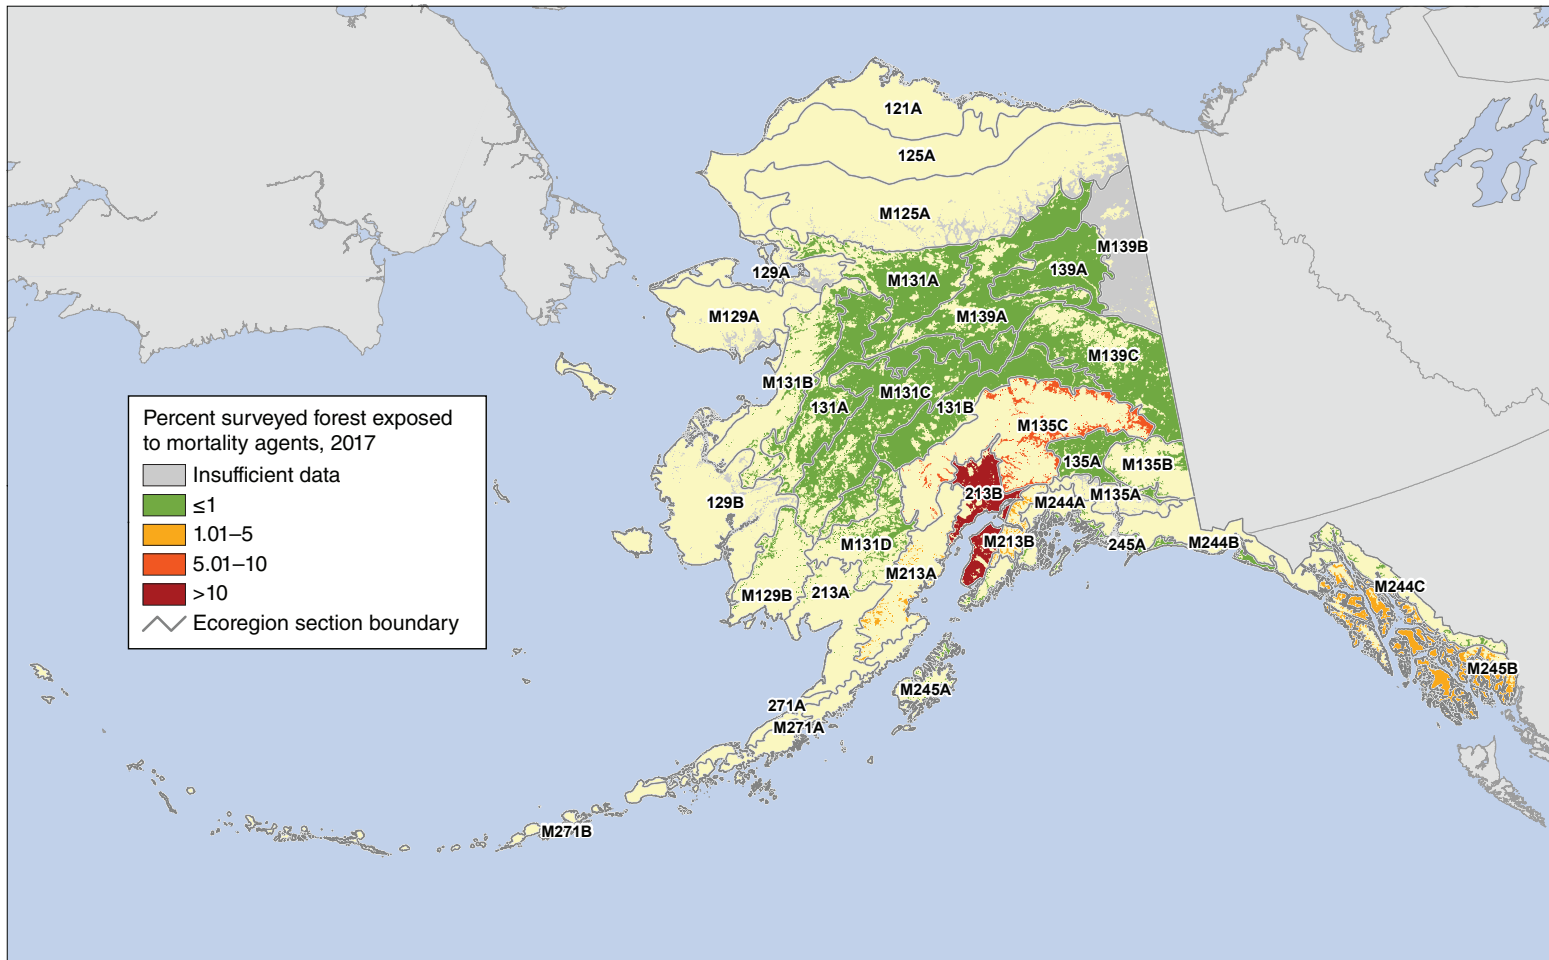 121A
125A
M125A
M139B
129A
139A
M131A
M129A
M139A
M139C
M131B
M131C
131A
131B
M135C
135A
M135B
213B
M135A
129B
M244A
M131D
M213B
245A
M244B
M213A
M244C
213A
M129B
M245B
M245A
271A
M271A
M271B
Percent surveyed forest exposed
to mortality agents, 2017
Insufficient data
≤1
1.01–5
5.01–10
>10
Ecoregion section boundary